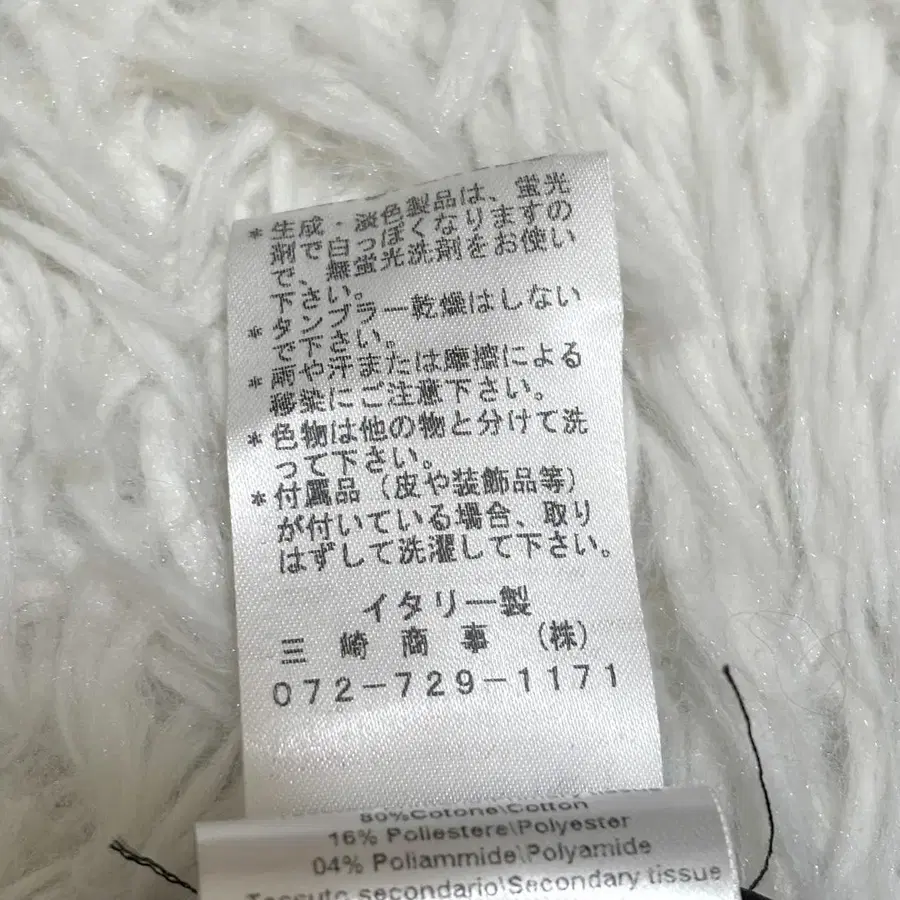 *生成・淡色製品は、蛍光
剤で白っぽくなりますの
で、無蛍光洗剤をお使い
下さい。
*タンブラー乾燥はしない
で下さい。
*雨や汗または摩擦による
移染にご注意下さい。
*色物は他の物と分けて洗
って下さい。
*付属品（皮や装飾品等）
が付いている場合、取り
はずして洗濯して下さい。
イタリー製
三崎商事（株）
072-729-1171
80%Cotone\Cotton
16% Poliestere\Polyester
04% Poliammide\Polyamide
Tessuto secondario\Secondary tissue